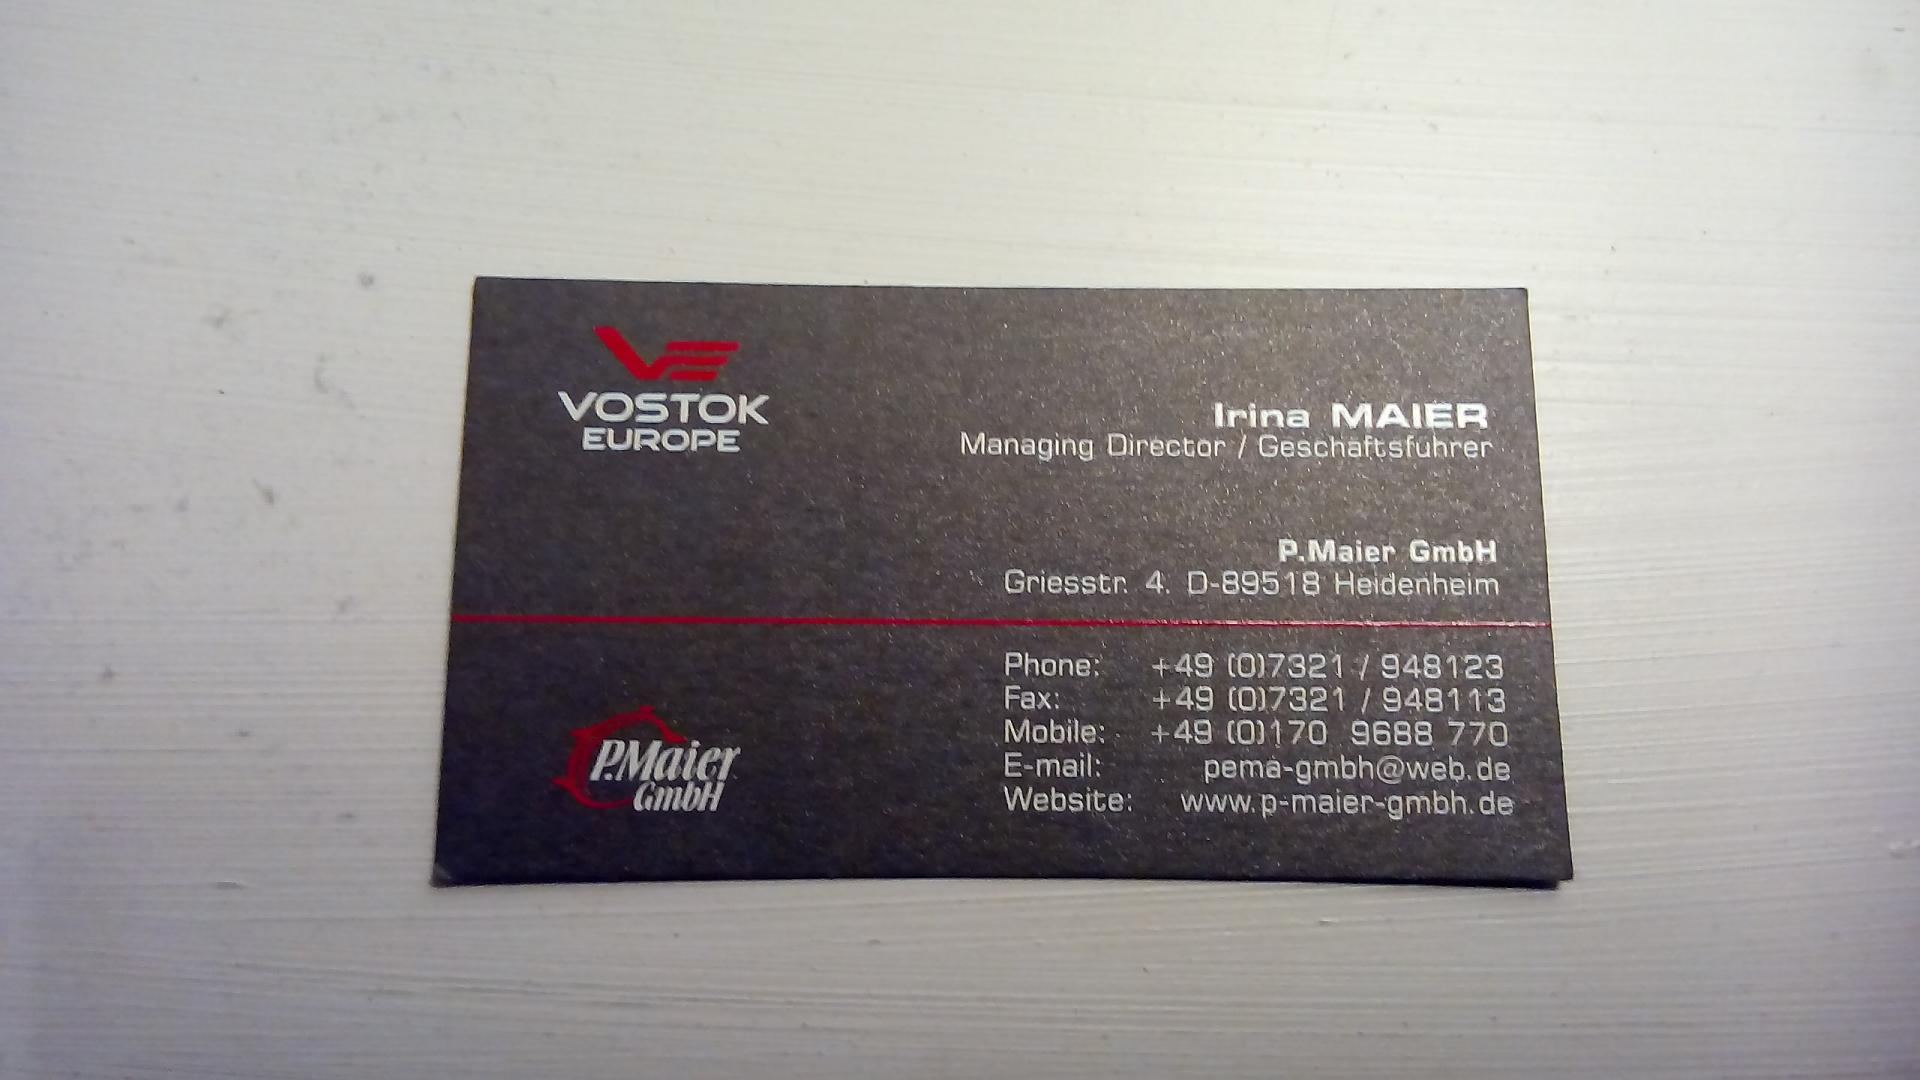 VOSTOK
EUROPE
Irina MAIER
Managing Director / Geschäftsführer
P.Maier GmbH
Griesstr. 4. D-89518 Heidenheim
Phone: +49 (0)7321 / 948123
Fax: +49 (0)7321 / 948113
Mobile: +49 (0)170 9688 770
E-mail: pema-gmbh@web.de
Website: www.p-maier-gmbh.de
P.Maier
GmbH